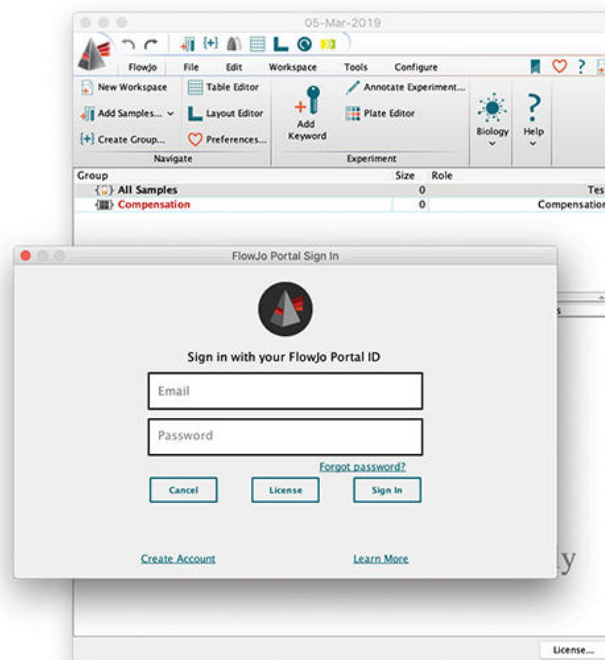 05-Mar-2019
FlowJo File Edit Workspace Tools Configure
New Workspace Table Editor Annotate Experiment...
Add Samples... Layout Editor Add Keyword Plate Editor Biology Help
{+} Create Group... Preferences...
Navigate Experiment
Group Size Role
All Samples 0 Tes
Compensation 0 Compensation
FlowJo Portal Sign In
s
Sign in with your FlowJo Portal ID
Email
Password
Forgot password?
Cancel License Sign In
Create Account Learn More
y
License...